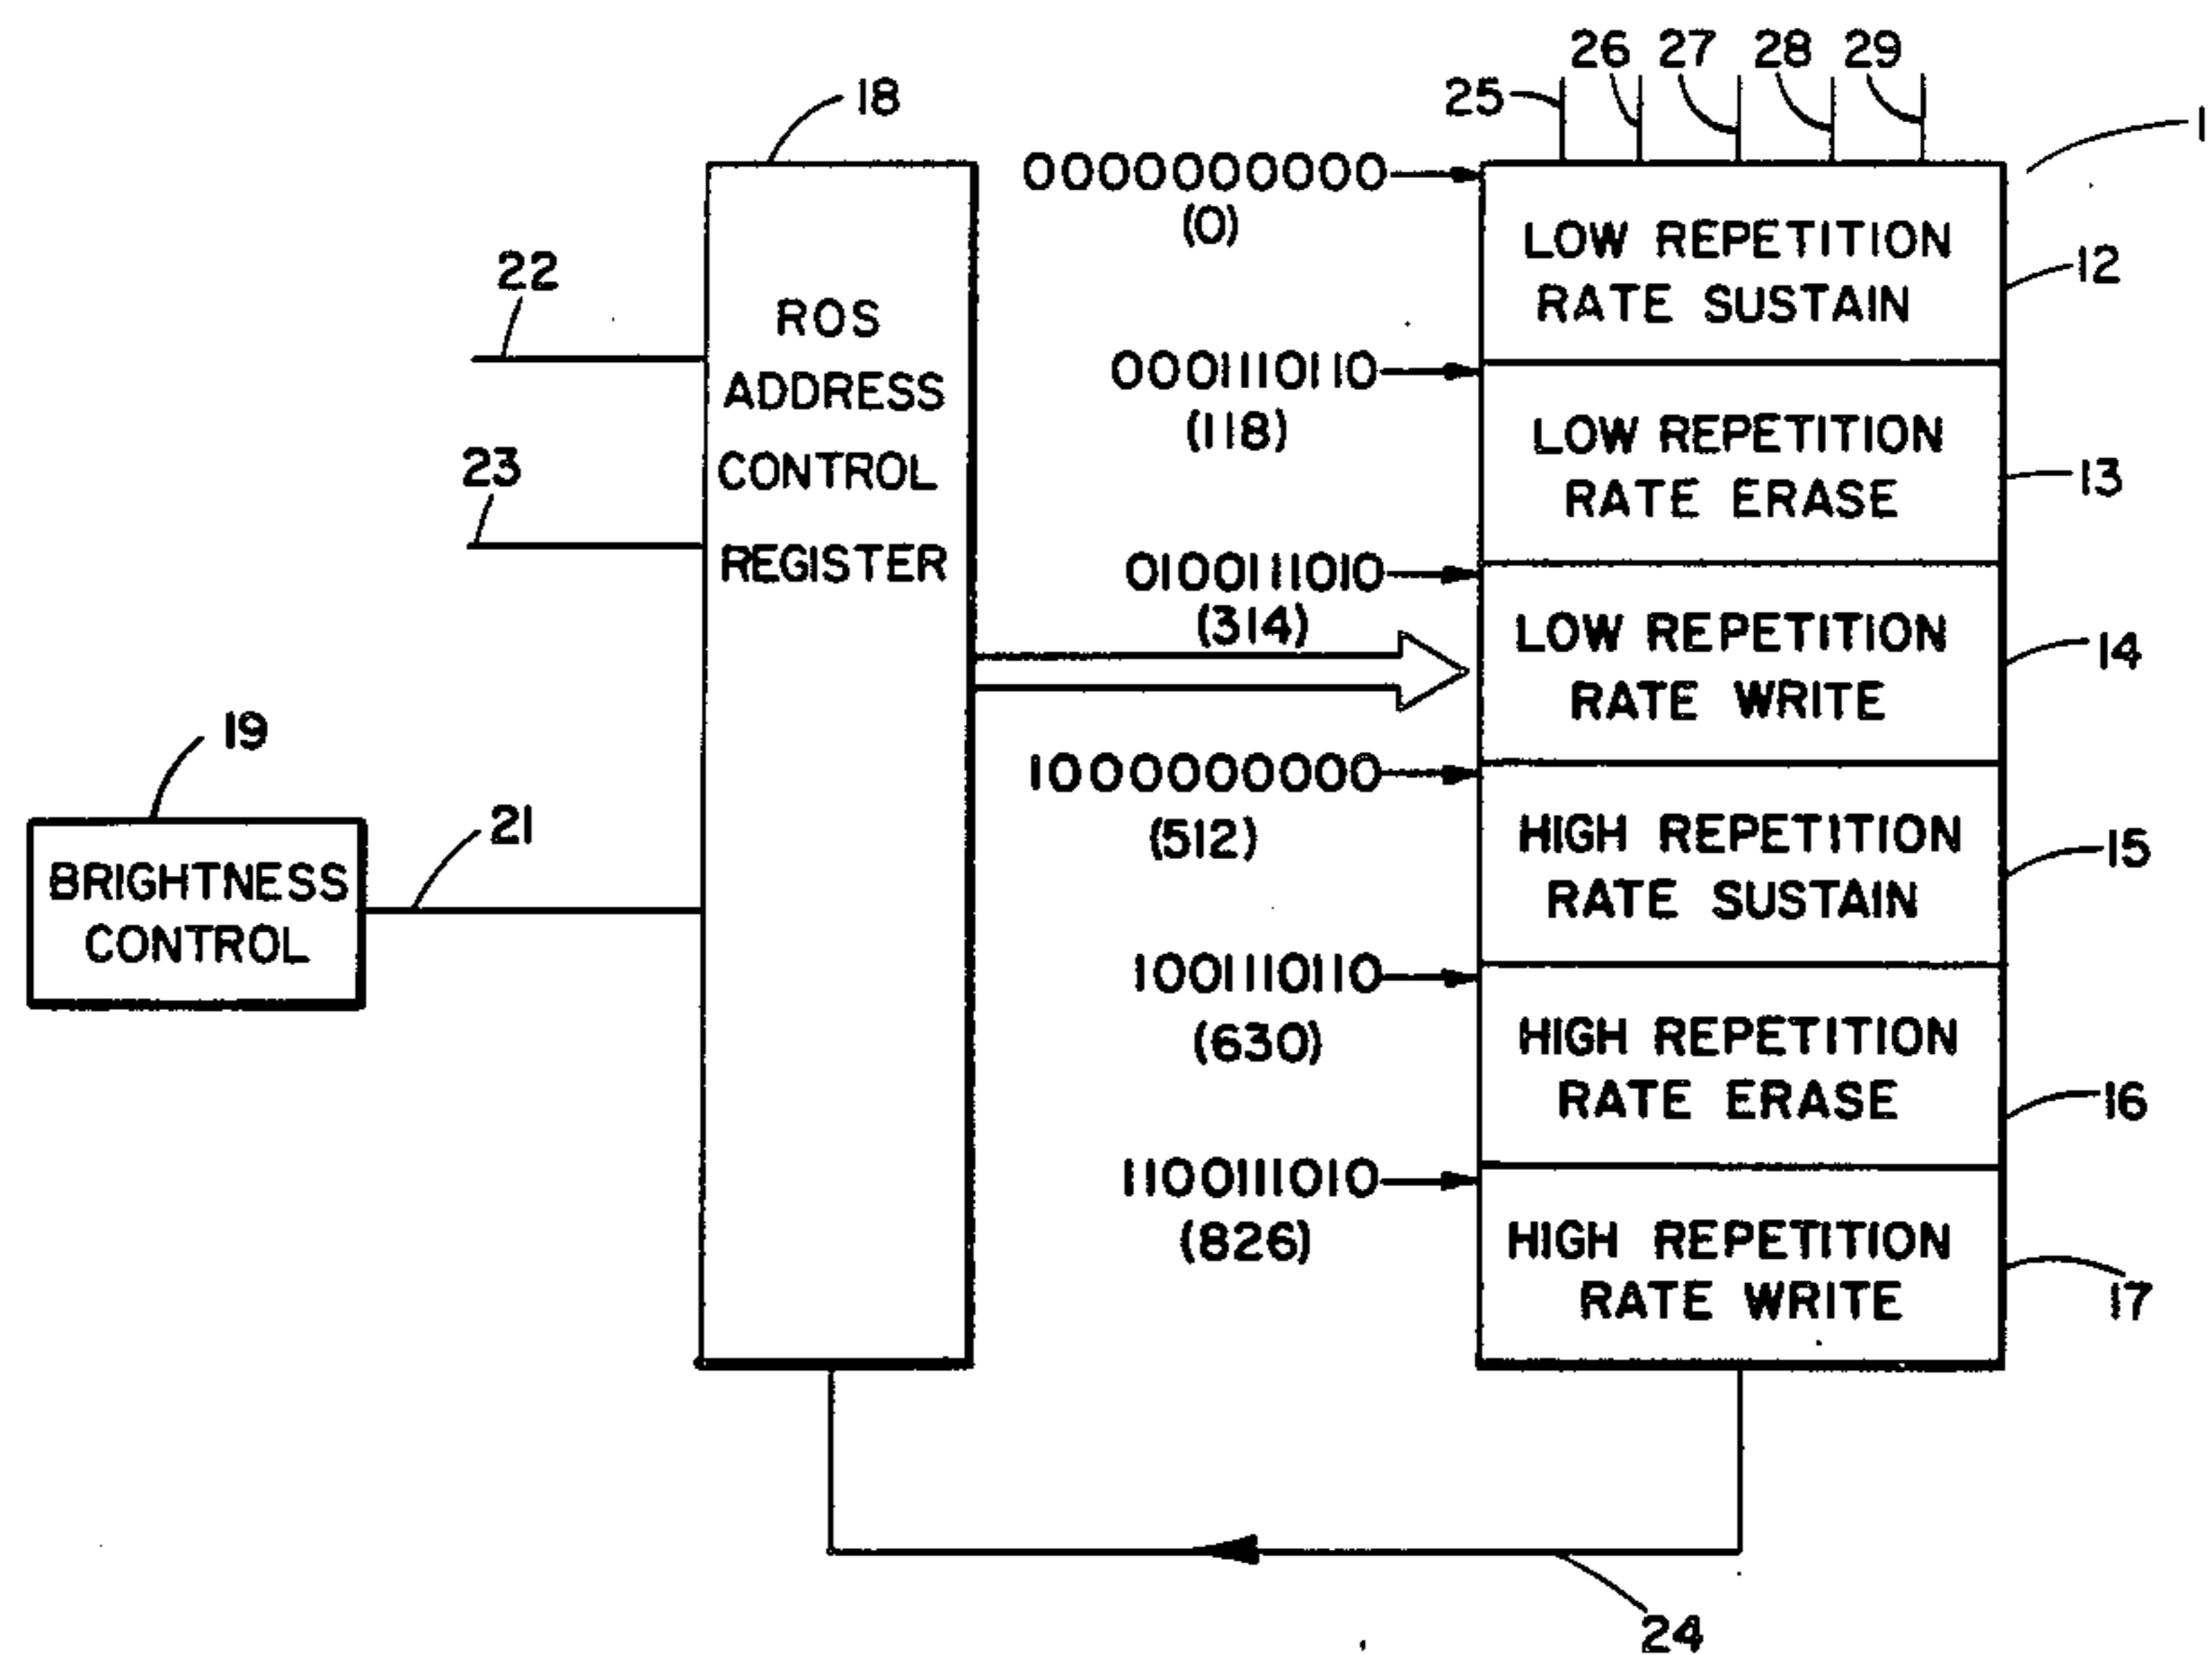 25
26
27
28
29
1
18
0000000000
(0)
LOW REPETITION
RATE SUSTAIN
12
22
ROS
ADDRESS
CONTROL
REGISTER
0001110110
(118)
LOW REPETITION
RATE ERASE
13
23
0100111010
(314)
LOW REPETITION
RATE WRITE
14
19
21
BRIGHTNESS
CONTROL
1000000000
(512)
HIGH REPETITION
RATE SUSTAIN
15
1001110110
(630)
HIGH REPETITION
RATE ERASE
16
1100111010
(826)
HIGH REPETITION
RATE WRITE
17
24